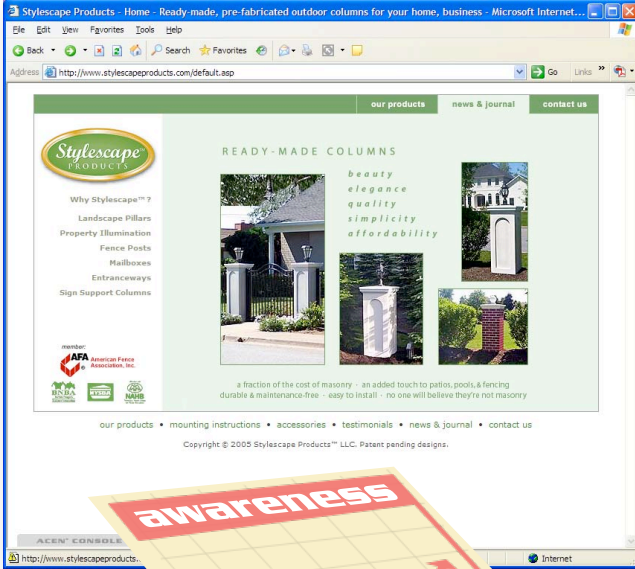 Stylescape Products - Home - Ready-made, pre-fabricated outdoor columns for your home, business - Microsoft Internet...
File Edit View Favorites Tools Help
Back Search Favorites
Address http://www.stylescapeproducts.com/default.asp Go Links »
our products news & journal contact us
Stylescape™
PRODUCTS
READY-MADE COLUMNS
beauty
elegance
quality
simplicity
affordability
Why Stylescape™ ?
Landscape Pillars
Property Illumination
Fence Posts
Mailboxes
Entranceways
Sign Support Columns
member:
AFA American Fence
Association, Inc.
BNBA NYSBA NAHB
a fraction of the cost of masonry - an added touch to patios, pools, & fencing
durable & maintenance-free - easy to install - no one will believe they're not masonry
our products • mounting instructions • accessories • testimonials • news & journal • contact us
Copyright © 2005 Stylescape Products™ LLC. Patent pending designs.
awareness
ACEN' CONSOLE
http://www.stylescapeproducts. Internet